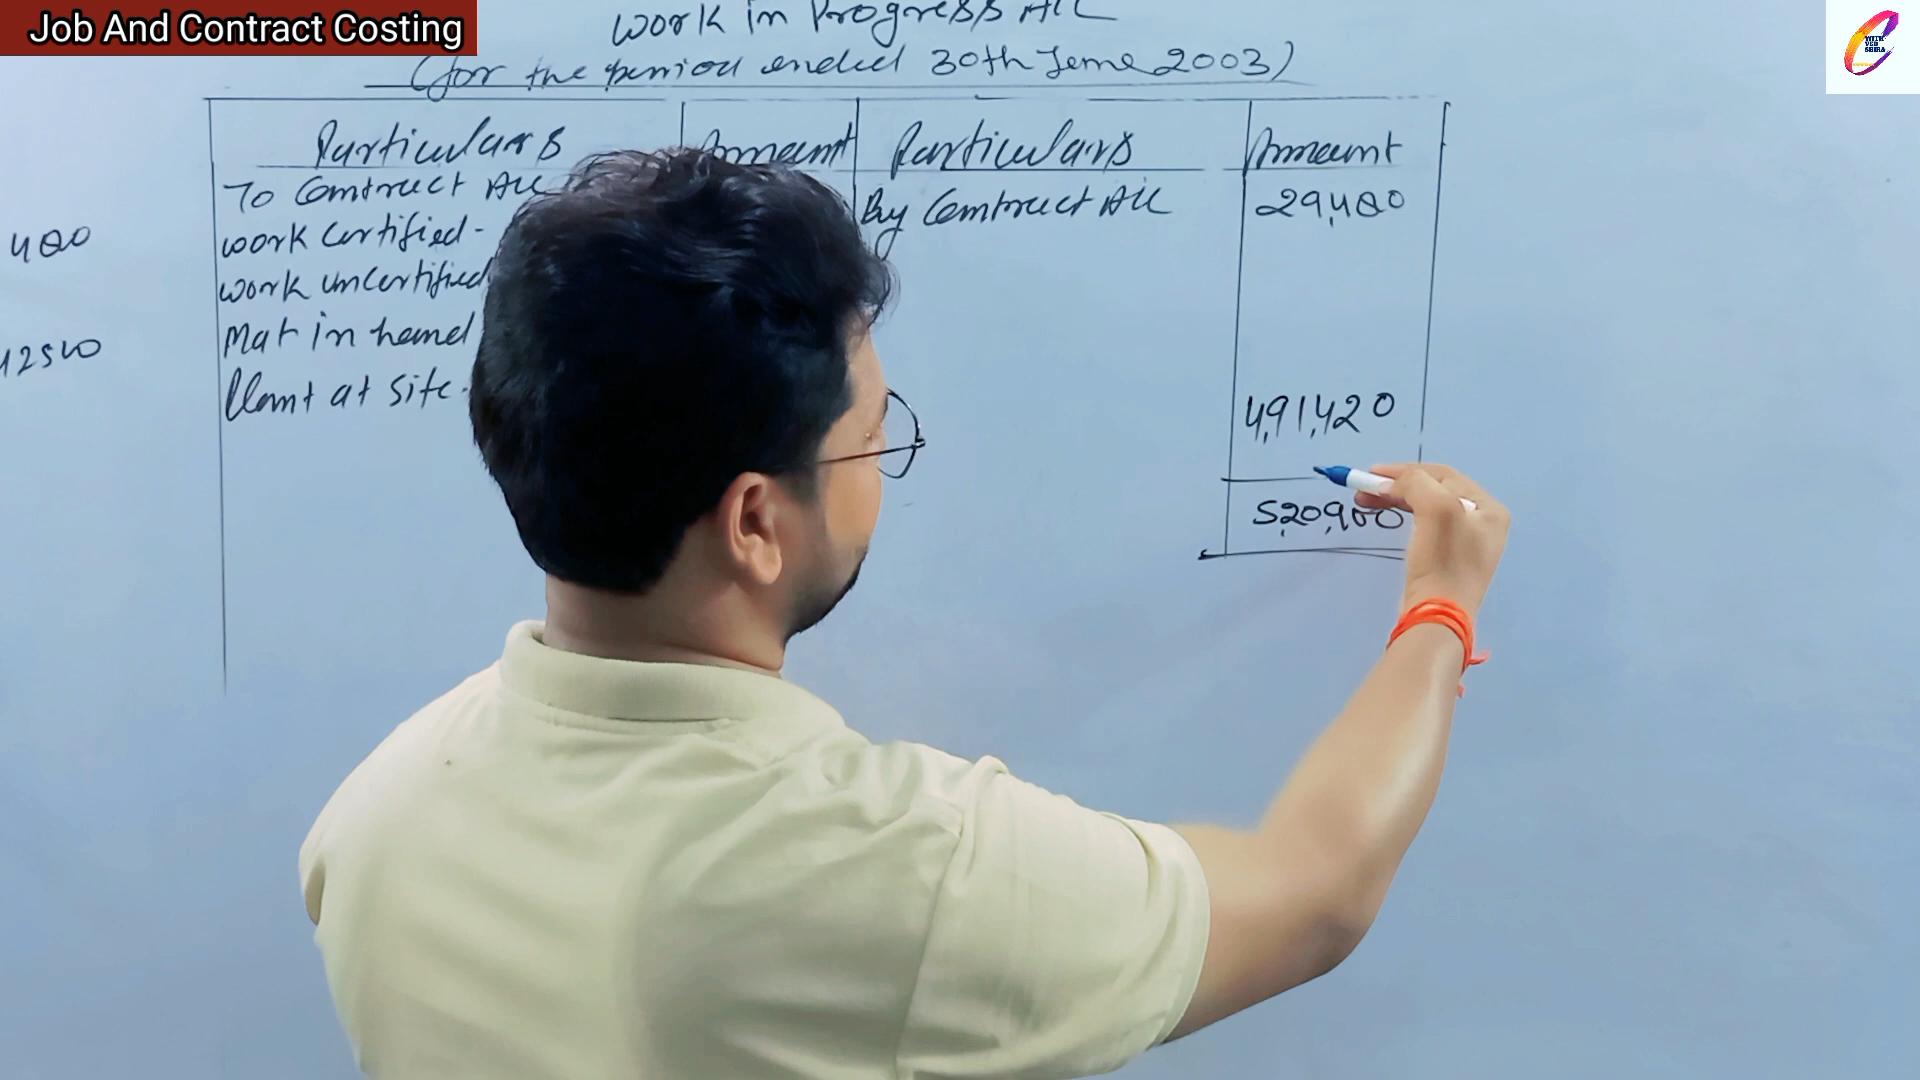 Job And Contract Costing
Work in Progress A/C
(for the period ended 30th June 2003)
Particulars Amount Particulars Amount
To Contract A/c By Contract A/c 29,480
480 Work Certified -
Work uncertified
Mat in hand
Plant at Site -
4,91,420
5,20,900